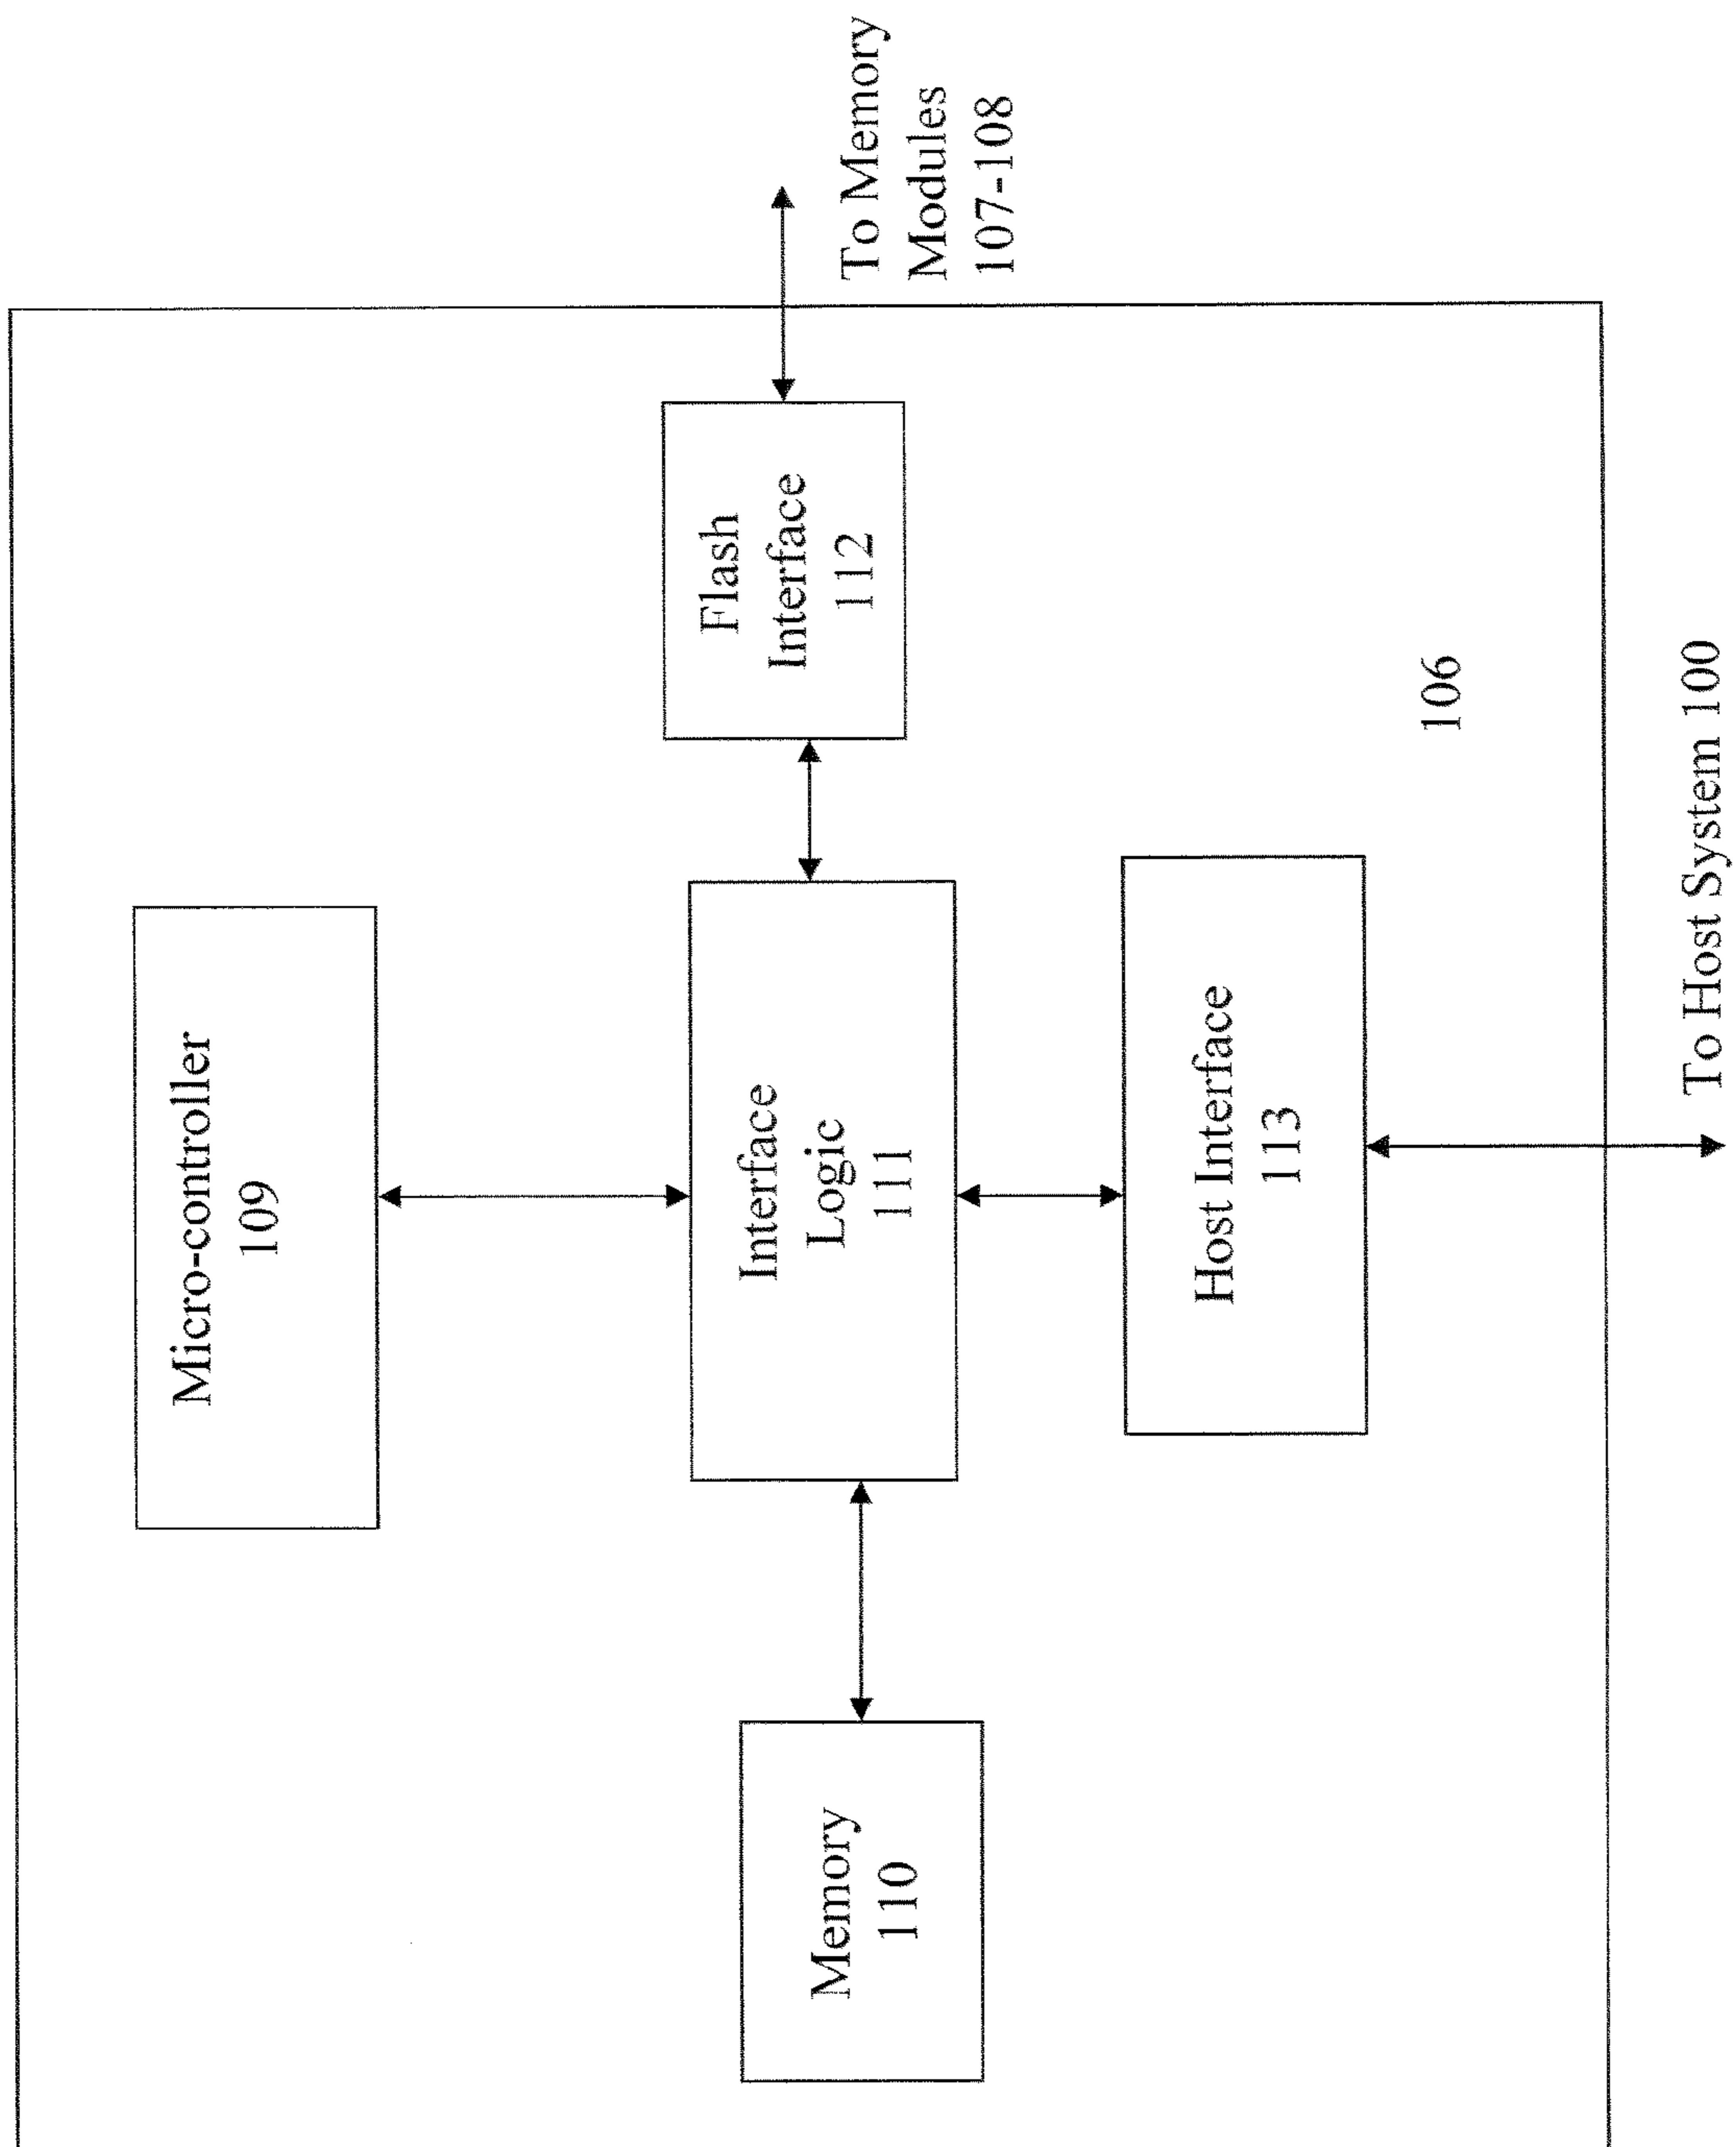 Micro-controller
109
Memory
110
Interface
Logic
111
Flash
Interface
112
To Memory
Modules
107-108
Host Interface
113
106
To Host System 100